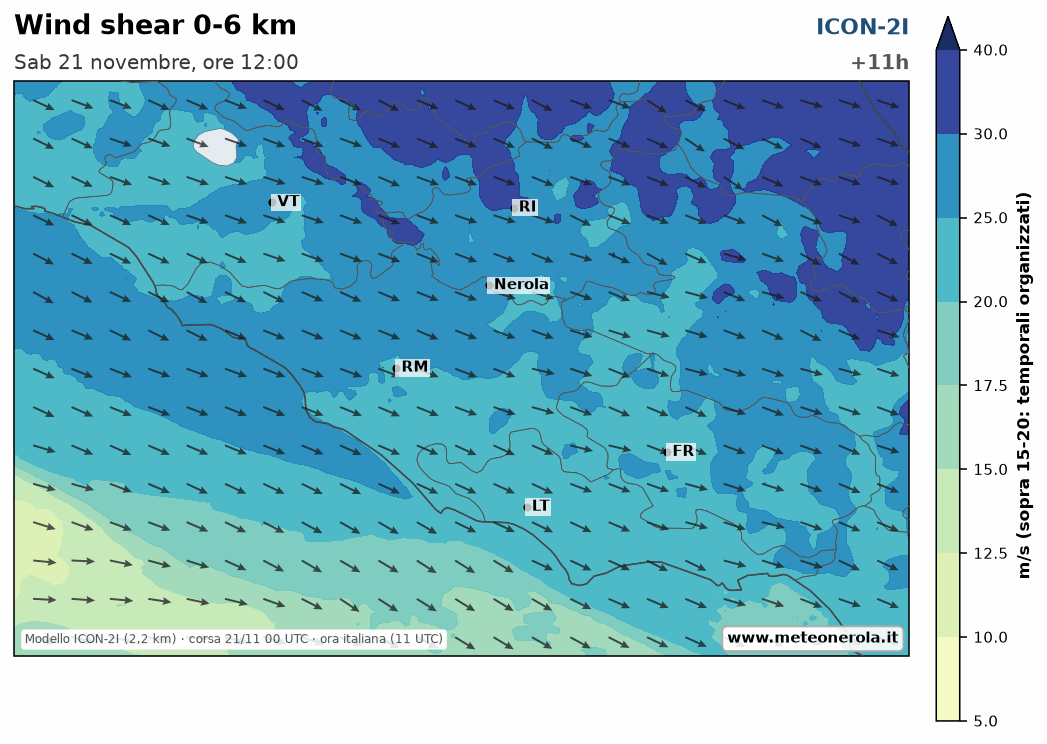 Wind shear 0-6 km
ICON-2I
Sab 21 novembre, ore 12:00
+11h
VT
RI
Nerola
RM
FR
LT
Modello ICON-2I (2,2 km) · corsa 21/11 00 UTC · ora italiana (11 UTC)
www.meteonerola.it
40.0
30.0
25.0
20.0
17.5
15.0
12.5
10.0
5.0
m/s (sopra 15-20: temporali organizzati)